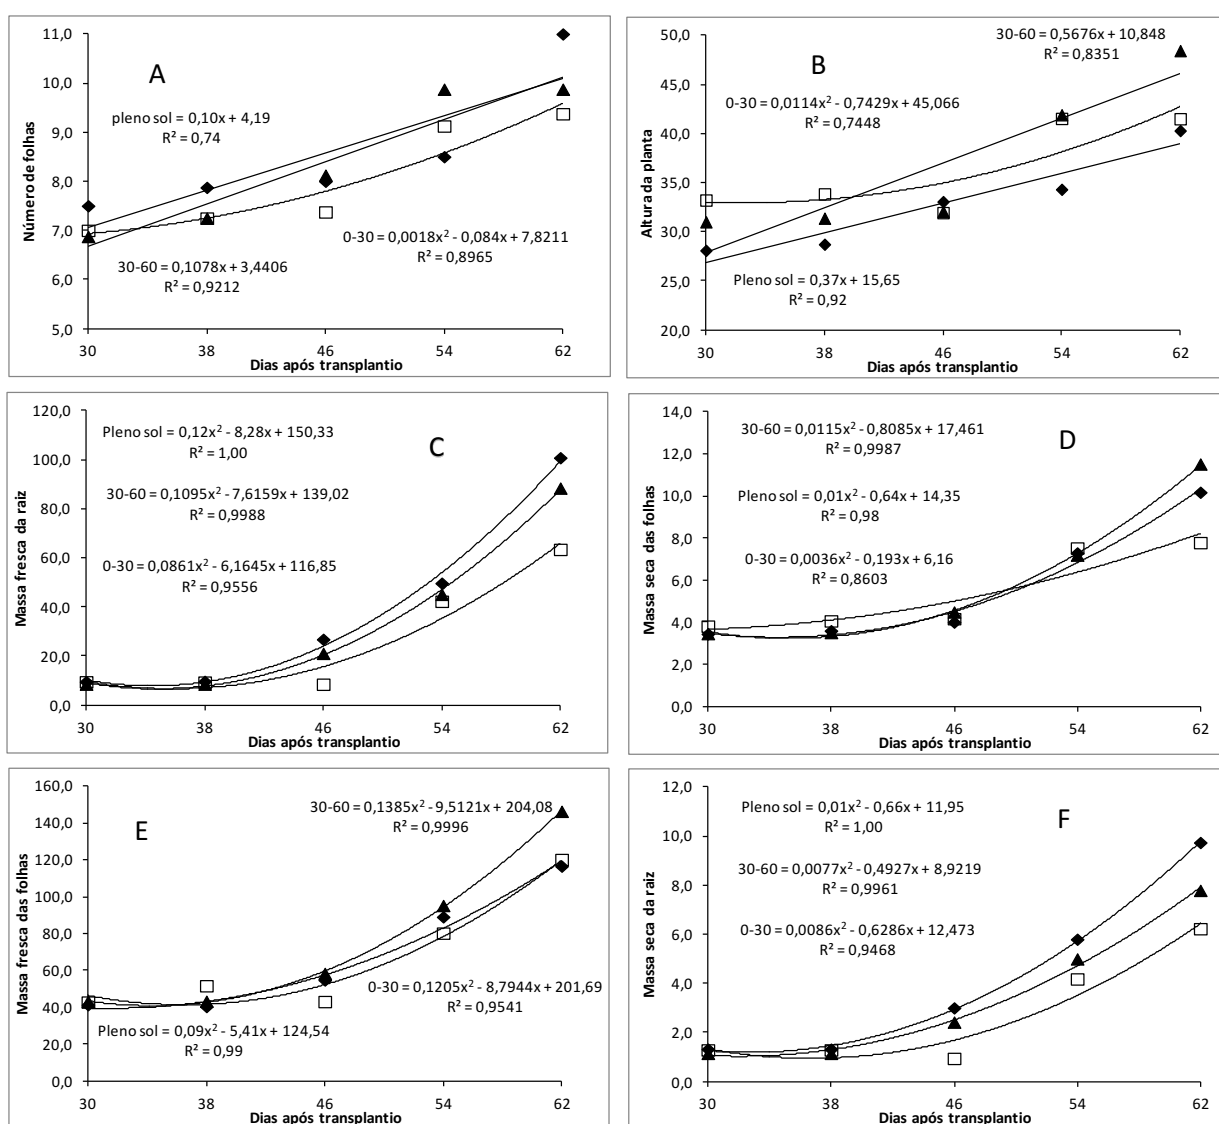 11,0
10,0
9,0
8,0
7,0
6,0
5,0
Número de folhas
A
pleno sol = 0,10x + 4,19
R² = 0,74
0-30 = 0,0018x² - 0,084x + 7,8211
R² = 0,8965
30-60 = 0,1078x + 3,4406
R² = 0,9212
30 38 46 54 62
Dias após transplantio
50,0
45,0
40,0
35,0
30,0
25,0
20,0
Altura da planta
30-60 = 0,5676x + 10,848
R² = 0,8351
B
0-30 = 0,0114x² - 0,7429x + 45,066
R² = 0,7448
Pleno sol = 0,37x + 15,65
R² = 0,92
30 38 46 54 62
Dias após transplantio
120,0
100,0
80,0
60,0
40,0
20,0
0,0
Massa fresca da raiz
Pleno sol = 0,12x² - 8,28x + 150,33
R² = 1,00
C
30-60 = 0,1095x² - 7,6159x + 139,02
R² = 0,9988
0-30 = 0,0861x² - 6,1645x + 116,85
R² = 0,9556
30 38 46 54 62
Dias após transplantio
14,0
12,0
10,0
8,0
6,0
4,0
2,0
0,0
Massa seca das folhas
30-60 = 0,0115x² - 0,8085x + 17,461
R² = 0,9987
D
Pleno sol = 0,01x² - 0,64x + 14,35
R² = 0,98
0-30 = 0,0036x² - 0,193x + 6,16
R² = 0,8603
30 38 46 54 62
Dias após transplantio
160,0
140,0
120,0
100,0
80,0
60,0
40,0
20,0
0,0
Massa fresca das folhas
30-60 = 0,1385x² - 9,5121x + 204,08
R² = 0,9996
E
0-30 = 0,1205x² - 8,7944x + 201,69
R² = 0,9541
Pleno sol = 0,09x² - 5,41x + 124,54
R² = 0,99
30 38 46 54 62
Dias após transplantio
12,0
10,0
8,0
6,0
4,0
2,0
0,0
Massa seca da raiz
Pleno sol = 0,01x² - 0,66x + 11,95
R² = 1,00
F
30-60 = 0,0077x² - 0,4927x + 8,9219
R² = 0,9961
0-30 = 0,0086x² - 0,6286x + 12,473
R² = 0,9468
30 38 46 54 62
Dias após transplantio